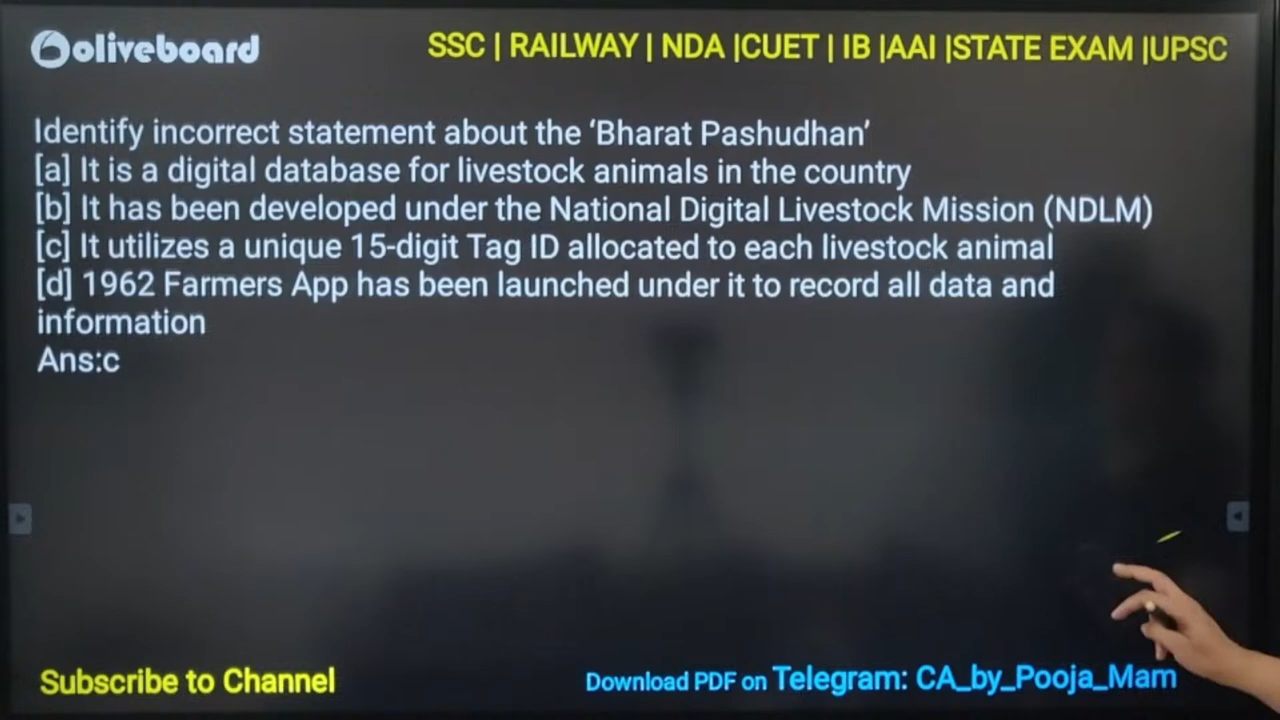 oliveboard
SSC | RAILWAY | NDA |CUET | IB |AAI |STATE EXAM |UPSC
Identify incorrect statement about the ‘Bharat Pashudhan’
[a] It is a digital database for livestock animals in the country
[b] It has been developed under the National Digital Livestock Mission (NDLM)
[c] It utilizes a unique 15-digit Tag ID allocated to each livestock animal
[d] 1962 Farmers App has been launched under it to record all data and
information
Ans:c
Subscribe to Channel
Download PDF on Telegram: CA_by_Pooja_Mam